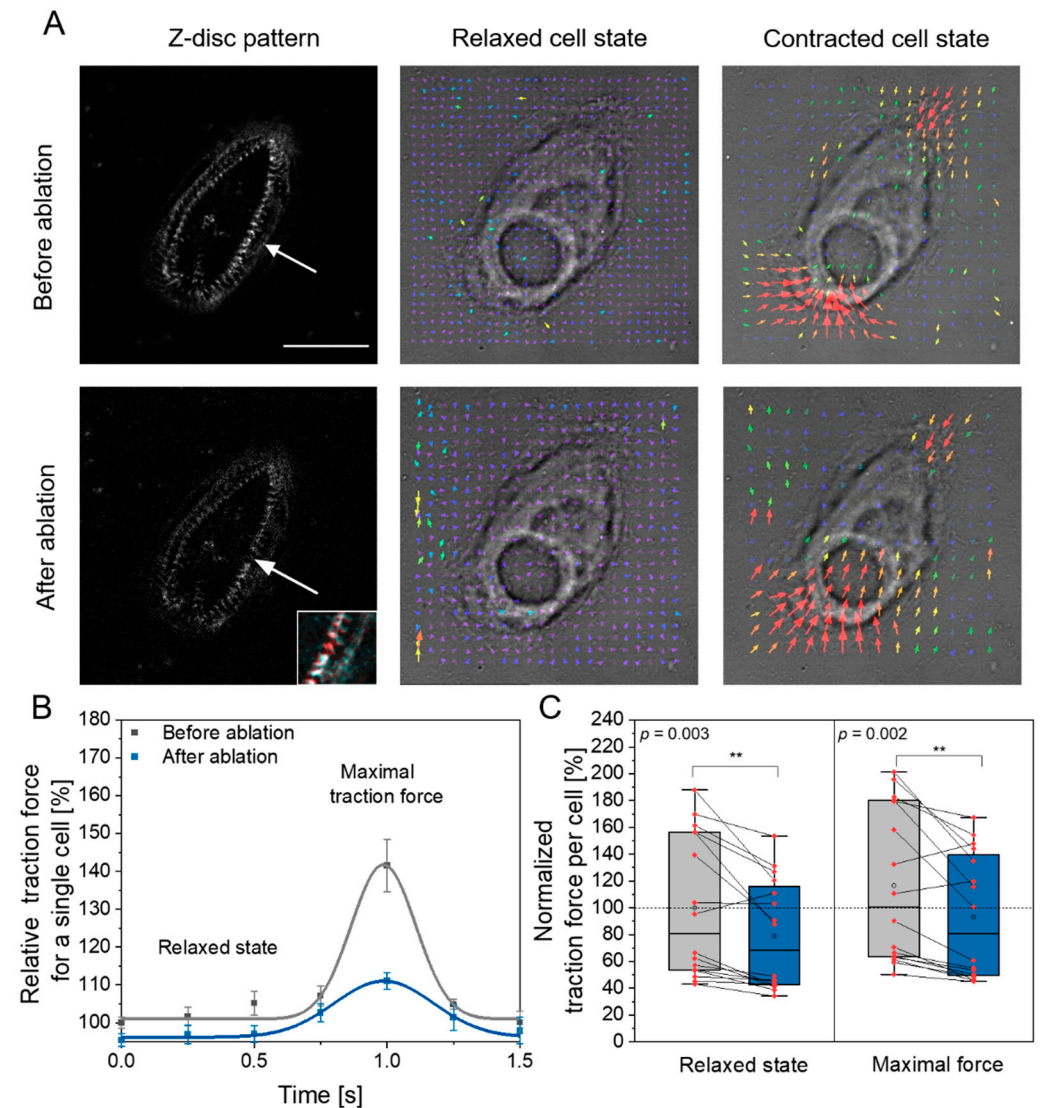 A
Z-disc pattern
Relaxed cell state
Contracted cell state
Before ablation
After ablation
B
Relative traction force
for a single cell [%]
180
170
160
150
140
130
120
110
100
Before ablation
After ablation
Maximal
traction force
Relaxed state
0.0
0.5
1.0
1.5
Time [s]
C
Normalized
traction force per cell [%]
240
220
200
180
160
140
120
100
80
60
40
20
0
p = 0.003
**
p = 0.002
**
Relaxed state
Maximal force